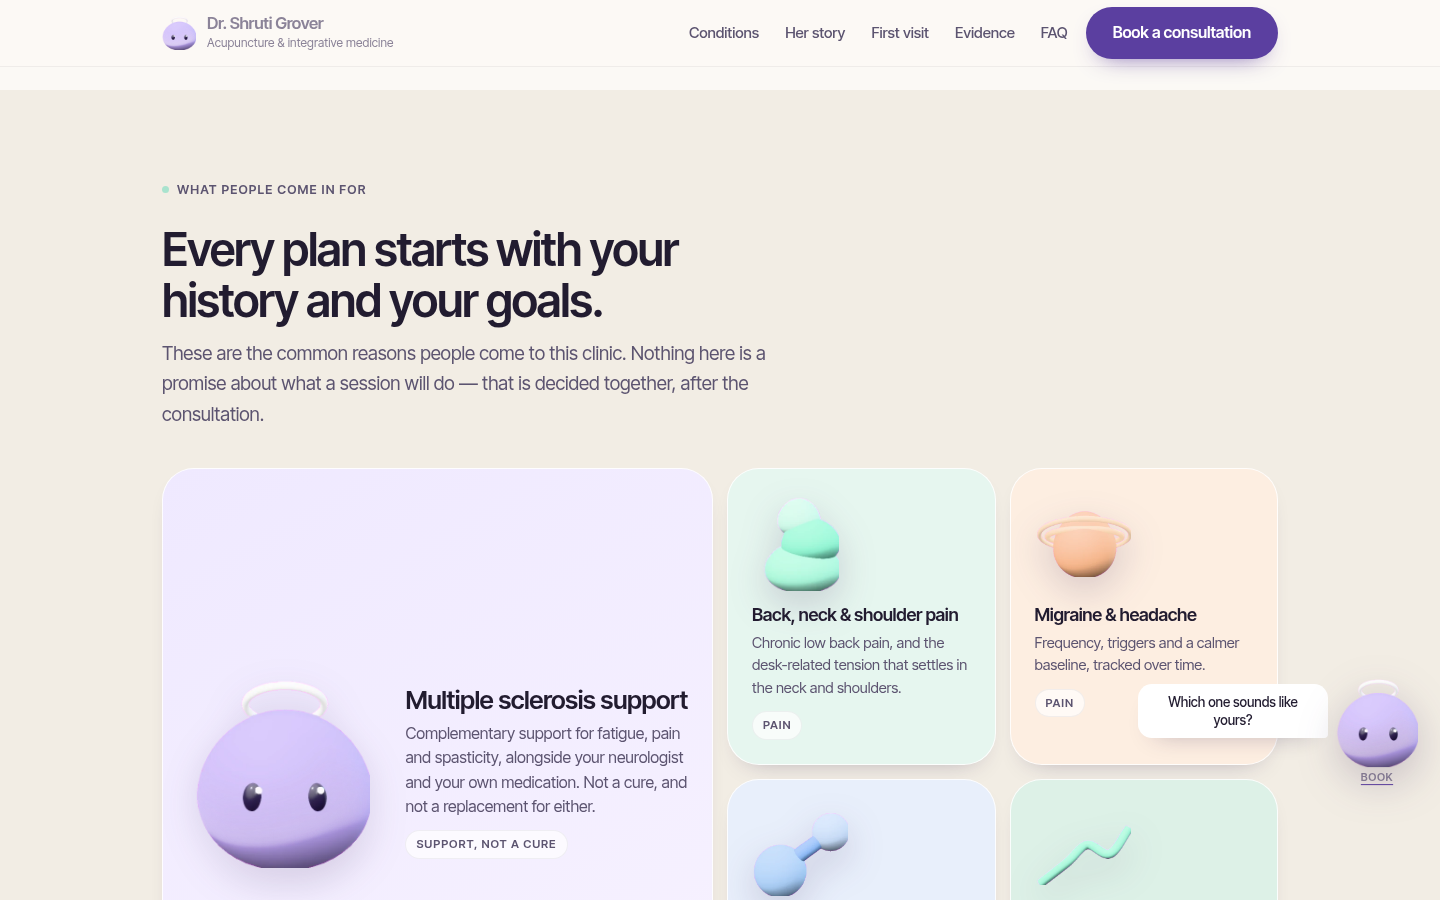 Dr. Shruti Grover
Acupuncture & integrative medicine
Conditions
Her story
First visit
Evidence
FAQ
Book a consultation
WHAT PEOPLE COME IN FOR
Every plan starts with your
history and your goals.
These are the common reasons people come to this clinic. Nothing here is a
promise about what a session will do — that is decided together, after the
consultation.
Multiple sclerosis support
Complementary support for fatigue, pain
and spasticity, alongside your neurologist
and your own medication. Not a cure, and
not a replacement for either.
SUPPORT, NOT A CURE
Back, neck & shoulder pain
Chronic low back pain, and the
desk-related tension that settles in
the neck and shoulders.
PAIN
Migraine & headache
Frequency, triggers and a calmer
baseline, tracked over time.
PAIN
Which one sounds like
yours?
BOOK